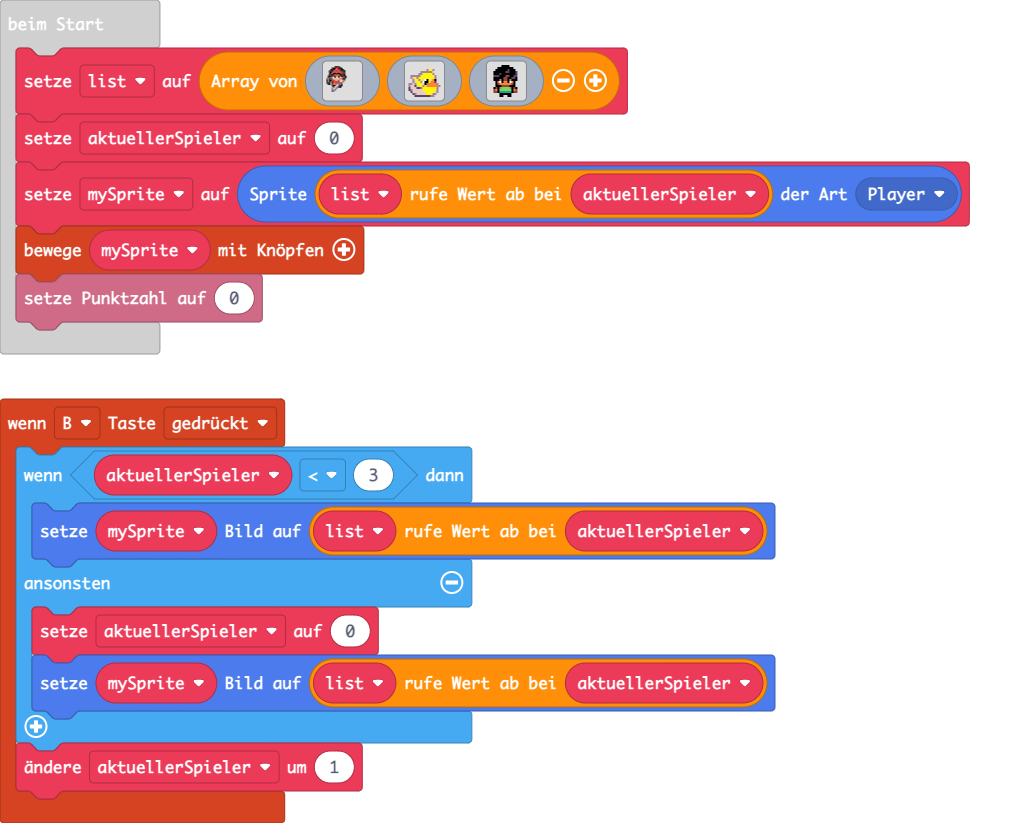 beim Start
setze list auf Array von
setze aktuellerSpieler auf 0
setze mySprite auf Sprite list rufe Wert ab bei aktuellerSpieler der Art Player
bewege mySprite mit Knöpfen
setze Punktzahl auf 0
wenn B Taste gedrückt
wenn aktuellerSpieler < 3 dann
setze mySprite Bild auf list rufe Wert ab bei aktuellerSpieler
ansonsten
setze aktuellerSpieler auf 0
setze mySprite Bild auf list rufe Wert ab bei aktuellerSpieler
ändere aktuellerSpieler um 1